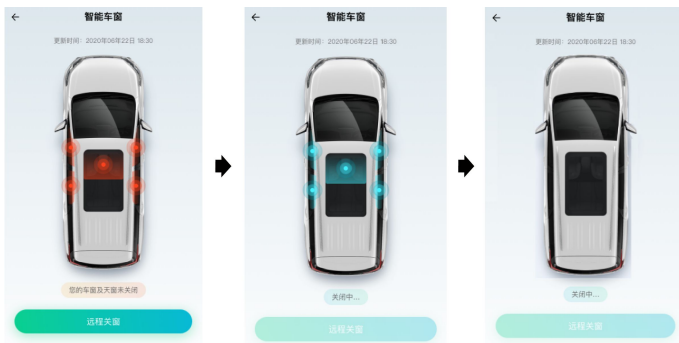 智能车窗
更新时间：2020年06年22日 18:30
您的车窗及天窗未关闭
远程关窗
智能车窗
更新时间：2020年06年22日 18:30
关闭中...
远程关窗
智能车窗
更新时间：2020年06年22日 18:30
关闭中...
远程关窗